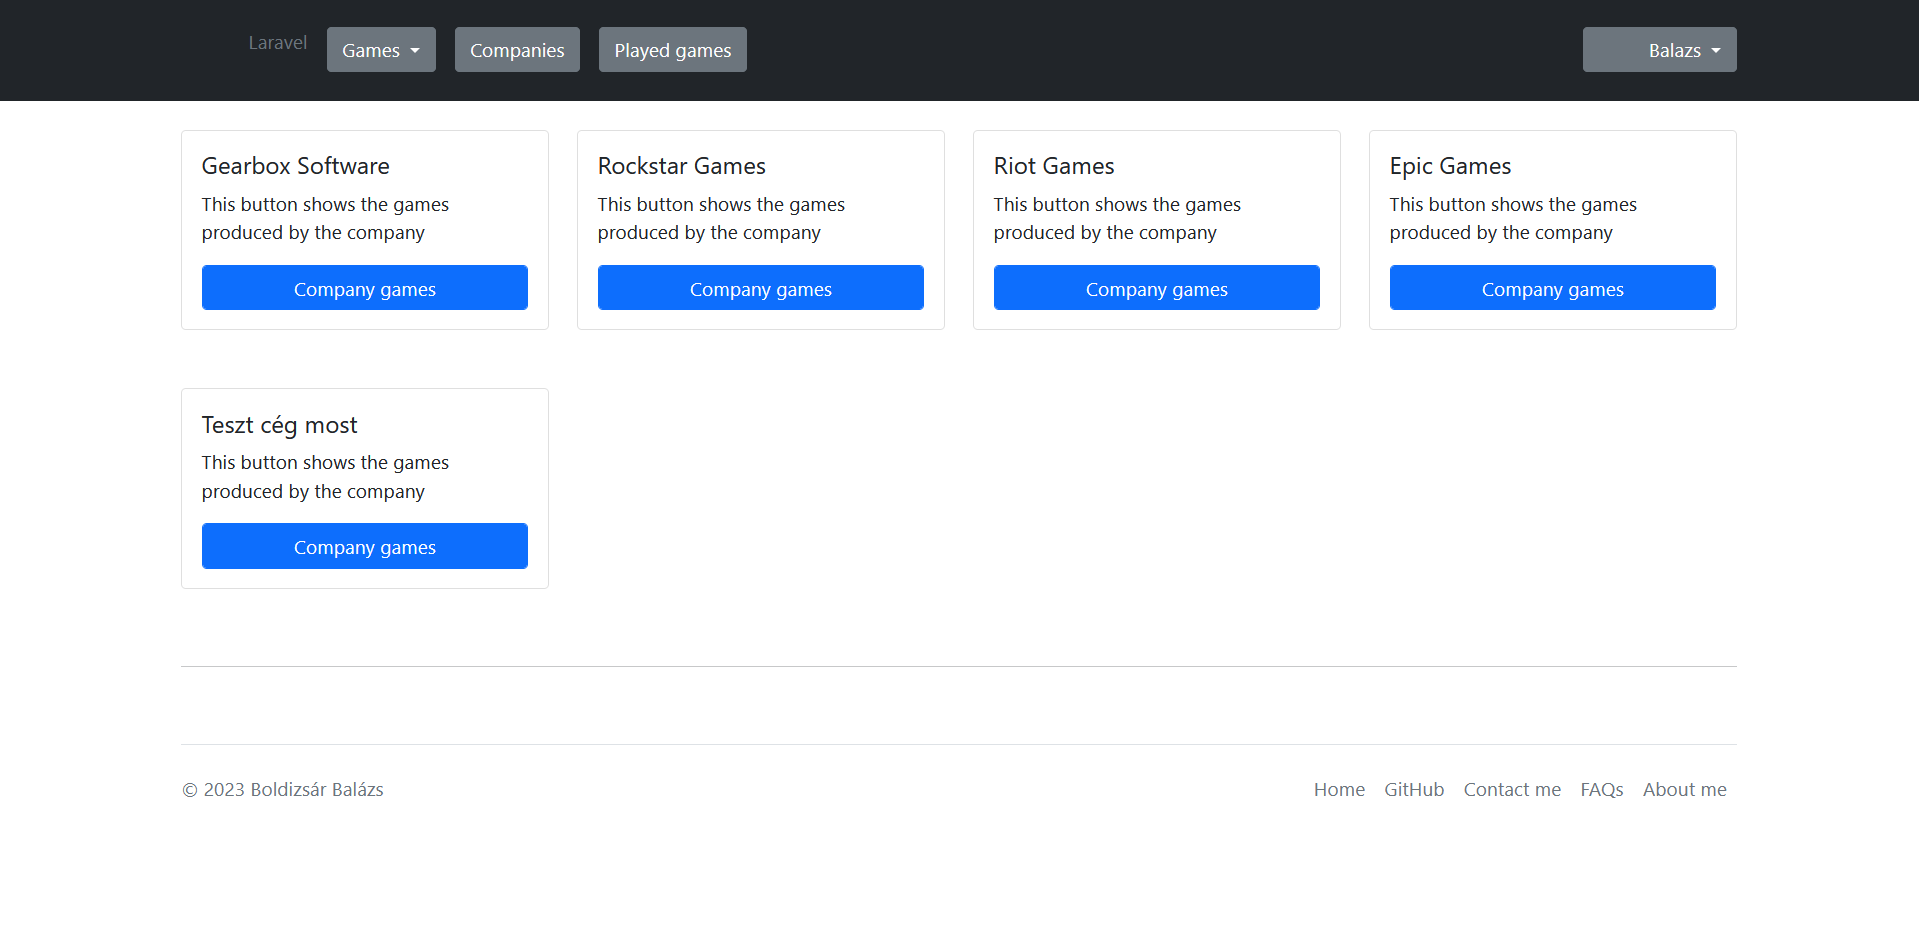 Laravel
Games
Companies
Played games
Balazs
Gearbox Software
This button shows the games
produced by the company
Company games
Rockstar Games
This button shows the games
produced by the company
Company games
Riot Games
This button shows the games
produced by the company
Company games
Epic Games
This button shows the games
produced by the company
Company games
Teszt cég most
This button shows the games
produced by the company
Company games
© 2023 Boldizsár Balázs
Home
GitHub
Contact me
FAQs
About me